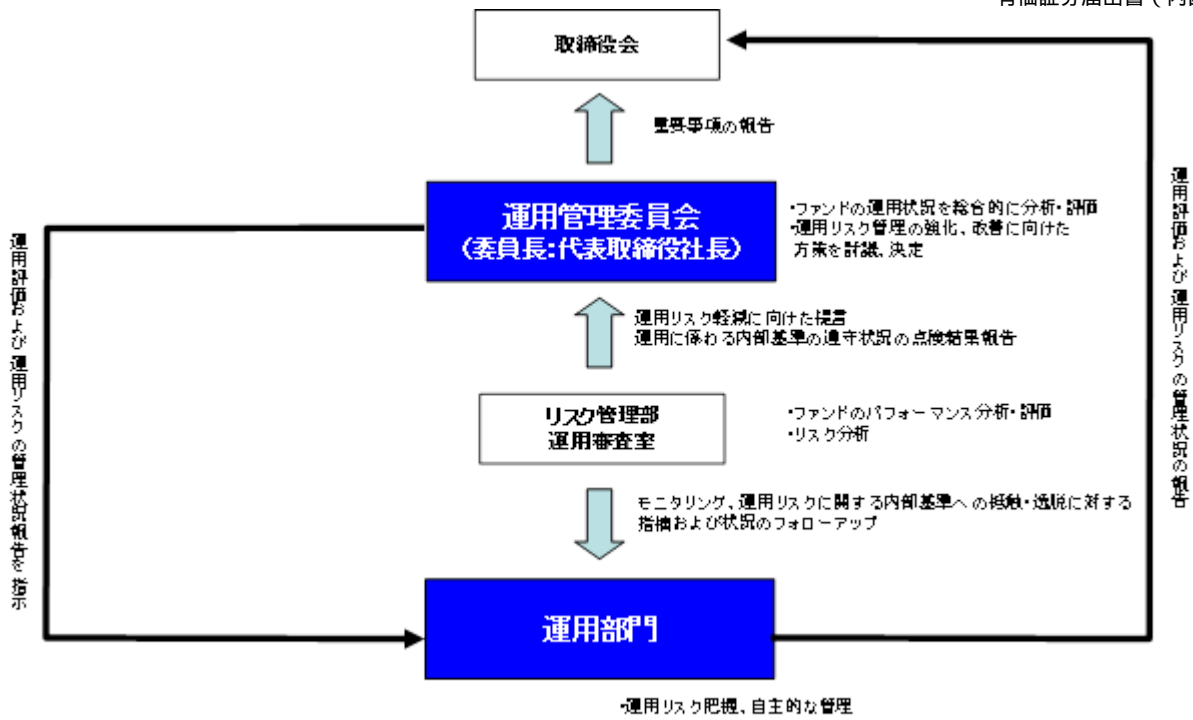 取締役会
重要事項の報告
運用管理委員会
（委員長：代表取締役社長）
・ファンドの運用状況を総合的に分析・評価
・運用リスク管理の強化、改善に向けた
方策を討議、決定
運用リスク軽減に向けた提言
運用に係わる内部基準の遵守状況の点検結果報告
リスク管理部
運用審査室
・ファンドのパフォーマンス分析・評価
・リスク分析
モニタリング、運用リスクに関する内部基準への抵触・逸脱に対する
指摘および状況のフォローアップ
運用部門
・運用リスク把握、自主的な管理
運用評価および運用リスクの管理状況報告を指示
運用評価および運用リスクの管理状況の報告